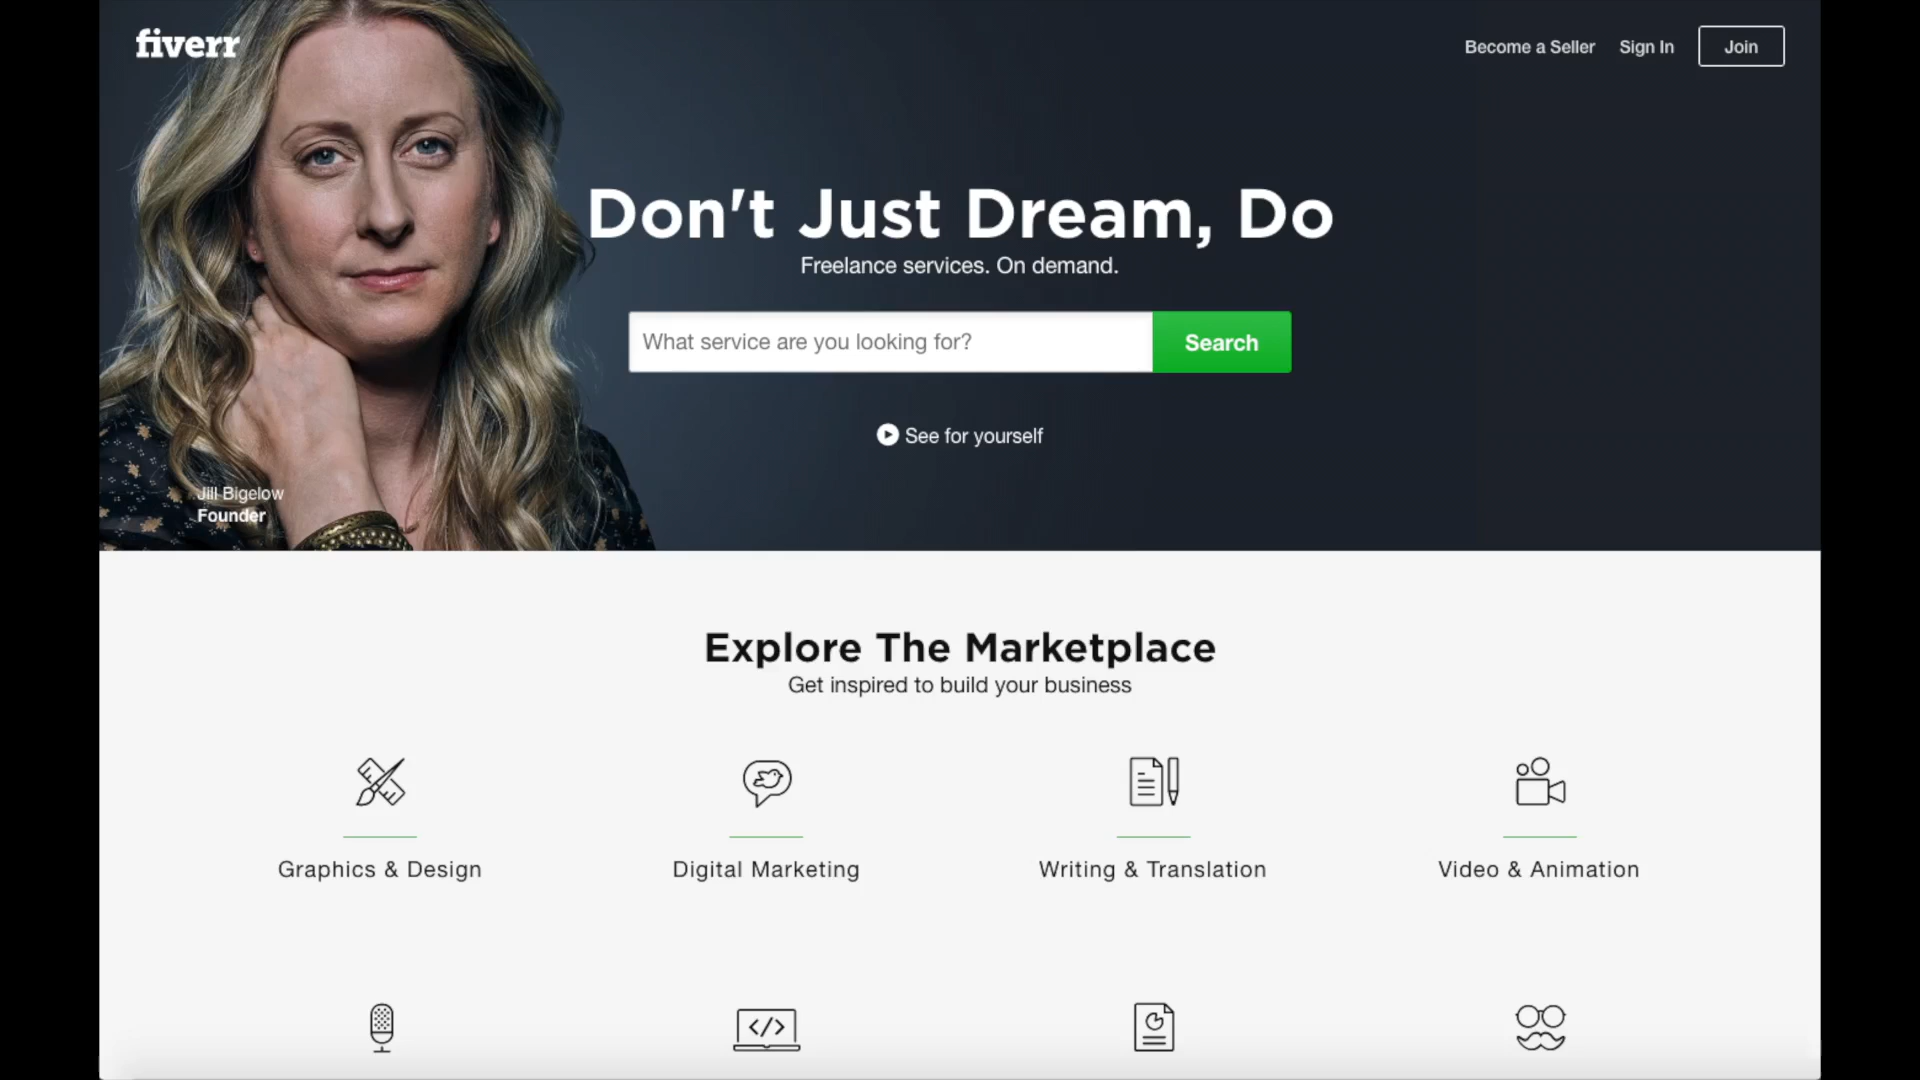 fiverr
Become a Seller
Sign In
Join
Don't Just Dream, Do
Freelance services. On demand.
What service are you looking for?
Search
See for yourself
Jill Bigelow
Founder
Explore The Marketplace
Get inspired to build your business
Graphics & Design
Digital Marketing
Writing & Translation
Video & Animation